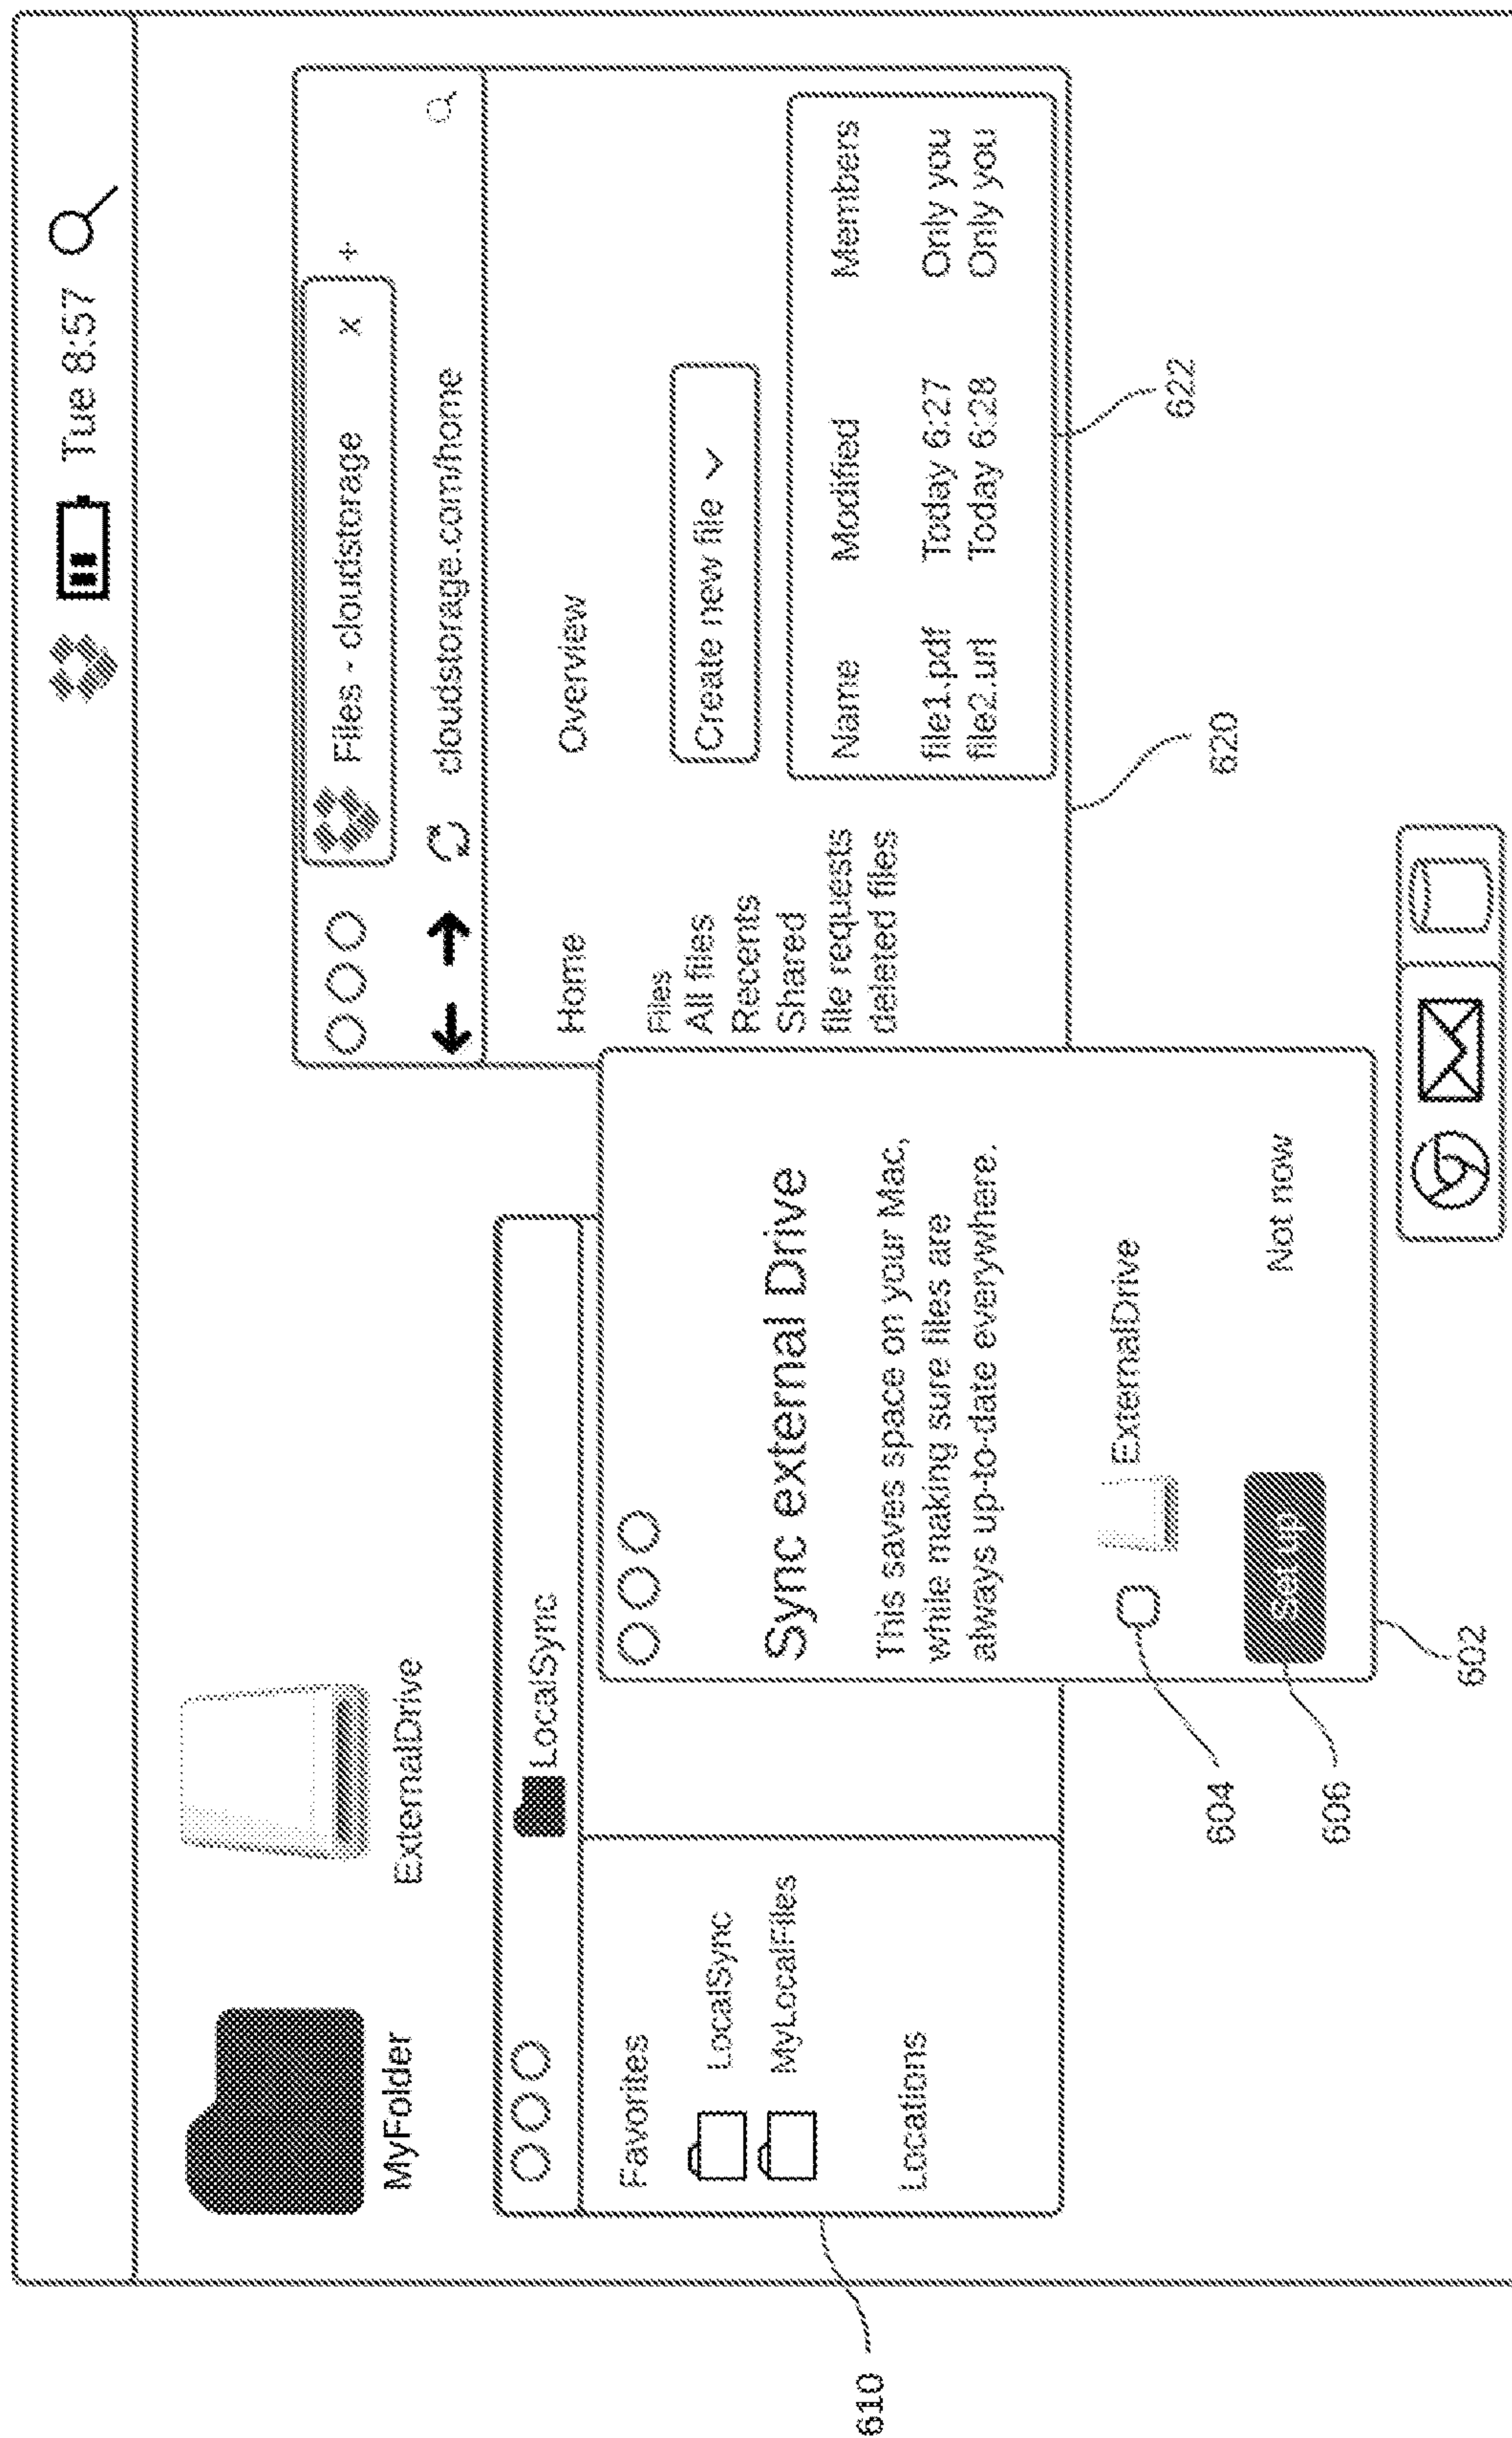 Tue 8:57
MyFolder
ExternalDrive
LocalSync
Favorites
LocalSync
MyLocalFiles
Locations
610
Sync external Drive
This saves space on your Mac,
while making sure files are
always up-to-date everywhere.
ExternalDrive
Set up
Not now
604
606
602
Files - cloudstorage x +
cloudstorage.com/home
Home
Overview
Files
All files
Recents
Shared
file requests
deleted files
Create new file
Name Modified Members
file1.pdf Today 6:27 Only you
file2.url Today 6:28 Only you
620
622